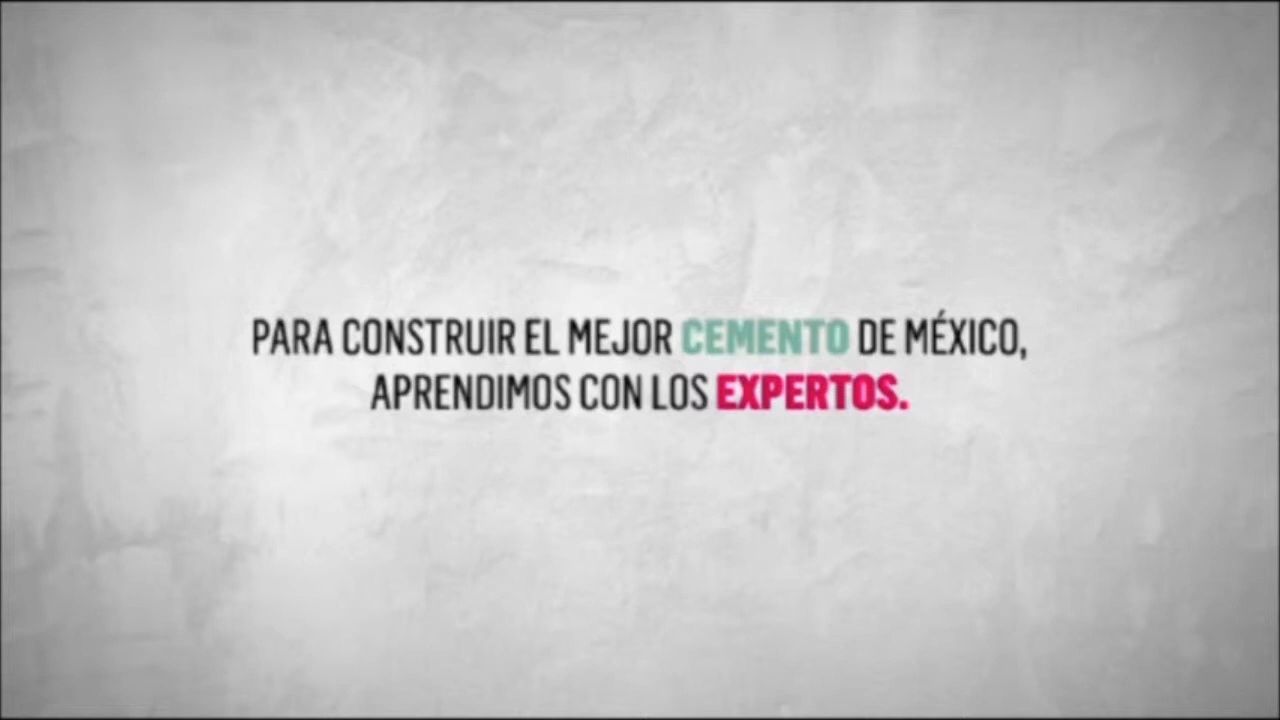 PARA CONSTRUIR EL MEJOR CEMENTO DE MÉXICO,
APRENDIMOS CON LOS EXPERTOS.